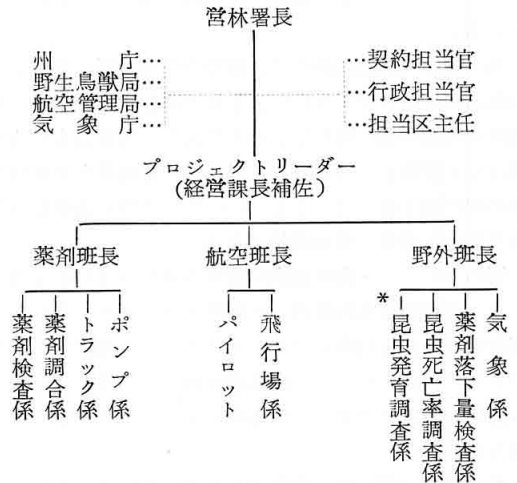 営林署長
州庁…
野生鳥獣局…
航空管理局…
気象庁…
…契約担当官
…行政担当官
…担当区主任
プロジェクトリーダー
(経営課長補佐)
薬剤班長
航空班長
野外班長
ポンプ係
トラック係
薬剤調合係
薬剤検査係
飛行場係
パイロット
気象係
薬剤落下量検査係
昆虫死亡率調査係
*昆虫発育調査係